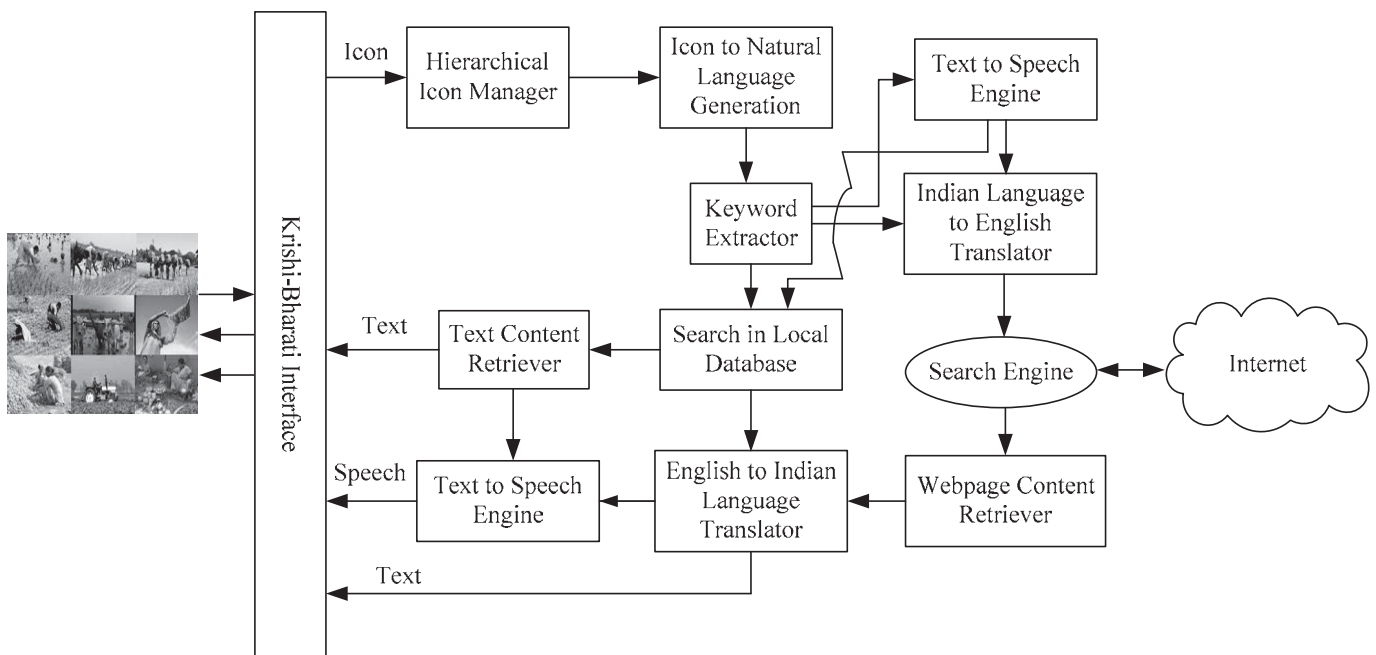 Icon
Hierarchical
Icon Manager
Icon to Natural
Language
Generation
Text to Speech
Engine
Keyword
Extractor
Indian Language
to English
Translator
Krishi-Bharati Interface
Text
Text Content
Retriever
Search in Local
Database
Search Engine
Internet
Speech
Text to Speech
Engine
English to Indian
Language
Translator
Webpage Content
Retriever
Text